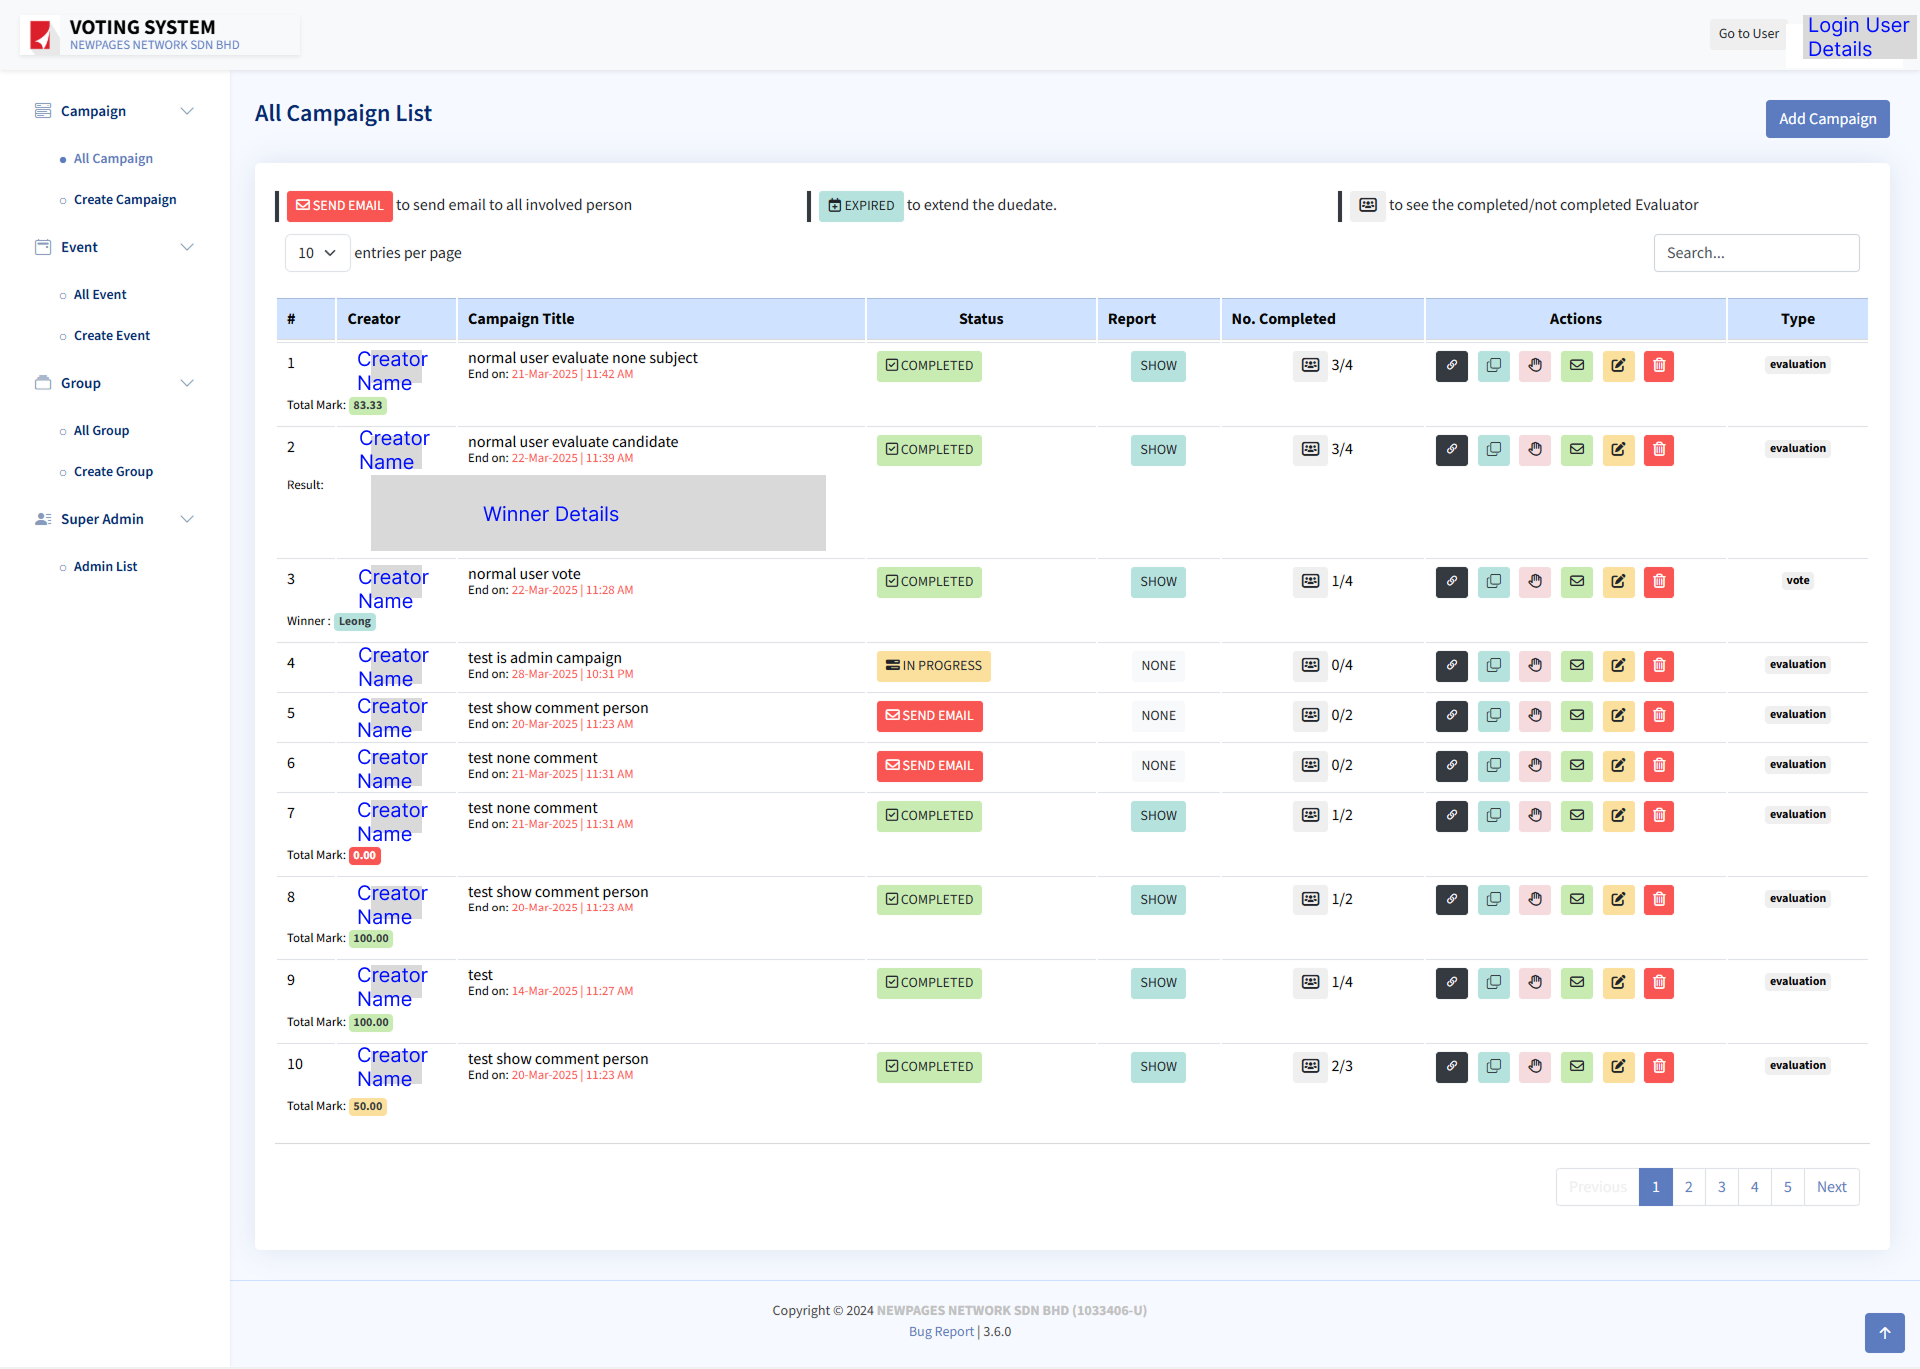 VOTING SYSTEM
NEWPAGES NETWORK SDN BHD
Go to User
Login User
Details
Campaign
All Campaign
Create Campaign
Event
All Event
Create Event
Group
All Group
Create Group
Super Admin
Admin List
All Campaign List
Add Campaign
SEND EMAIL to send email to all involved person
EXPIRED to extend the duedate.
to see the completed/not completed Evaluator
10 entries per page
Search...
# Creator Campaign Title Status Report No. Completed Actions Type
1 Creator Name normal user evaluate none subject COMPLETED SHOW 3/4 evaluation
End on: 21-Mar-2025 | 11:42 AM
Total Mark: 83.33
2 Creator Name normal user evaluate candidate COMPLETED SHOW 3/4 evaluation
End on: 22-Mar-2025 | 11:39 AM
Result:
Winner Details
3 Creator Name normal user vote COMPLETED SHOW 1/4 vote
End on: 22-Mar-2025 | 11:28 AM
Winner : Leong
4 Creator Name test is admin campaign IN PROGRESS NONE 0/4 evaluation
End on: 28-Mar-2025 | 10:31 PM
5 Creator Name test show comment person SEND EMAIL NONE 0/2 evaluation
End on: 20-Mar-2025 | 11:23 AM
6 Creator Name test none comment SEND EMAIL NONE 0/2 evaluation
End on: 21-Mar-2025 | 11:31 AM
7 Creator Name test none comment COMPLETED SHOW 1/2 evaluation
End on: 21-Mar-2025 | 11:31 AM
Total Mark: 0.00
8 Creator Name test show comment person COMPLETED SHOW 1/2 evaluation
End on: 20-Mar-2025 | 11:23 AM
Total Mark: 100.00
9 Creator Name test COMPLETED SHOW 1/4 evaluation
End on: 14-Mar-2025 | 11:27 AM
Total Mark: 100.00
10 Creator Name test show comment person COMPLETED SHOW 2/3 evaluation
End on: 20-Mar-2025 | 11:23 AM
Total Mark: 50.00
Previous 1 2 3 4 5 Next
Copyright © 2024 NEWPAGES NETWORK SDN BHD (1033406-U)
Bug Report | 3.6.0